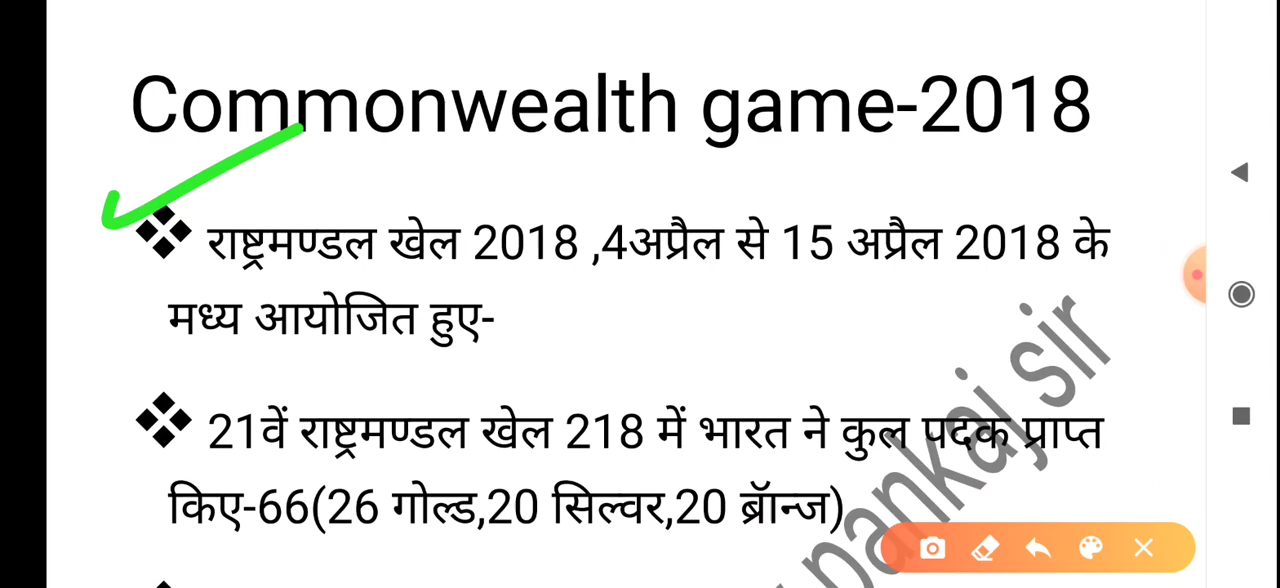 Commonwealth game-2018
❖ राष्ट्रमण्डल खेल 2018 ,4अप्रैल से 15 अप्रैल 2018 के
मध्य आयोजित हुए-
❖ 21वें राष्ट्रमण्डल खेल 218 में भारत ने कुल पदक प्राप्त
किए-66(26 गोल्ड,20 सिल्वर,20 ब्रॉन्ज)
pankaj sir